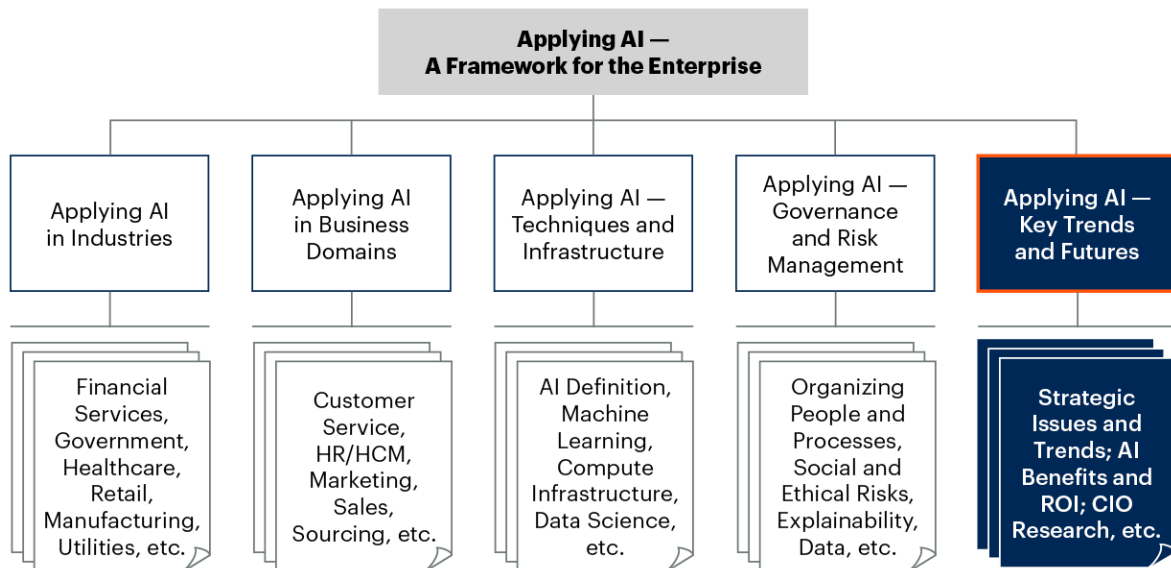 Applying AI —
A Framework for the Enterprise
Applying AI
in Industries
Applying AI
in Business
Domains
Applying AI —
Techniques and
Infrastructure
Applying AI —
Governance
and Risk
Management
Applying AI —
Key Trends
and Futures
Financial
Services,
Government,
Healthcare,
Retail,
Manufacturing,
Utilities, etc.
Customer
Service,
HR/HCM,
Marketing,
Sales,
Sourcing, etc.
AI Definition,
Machine
Learning,
Compute
Infrastructure,
Data Science,
etc.
Organizing
People and
Processes,
Social and
Ethical Risks,
Explainability,
Data, etc.
Strategic
Issues and
Trends; AI
Benefits and
ROI; CIO
Research, etc.